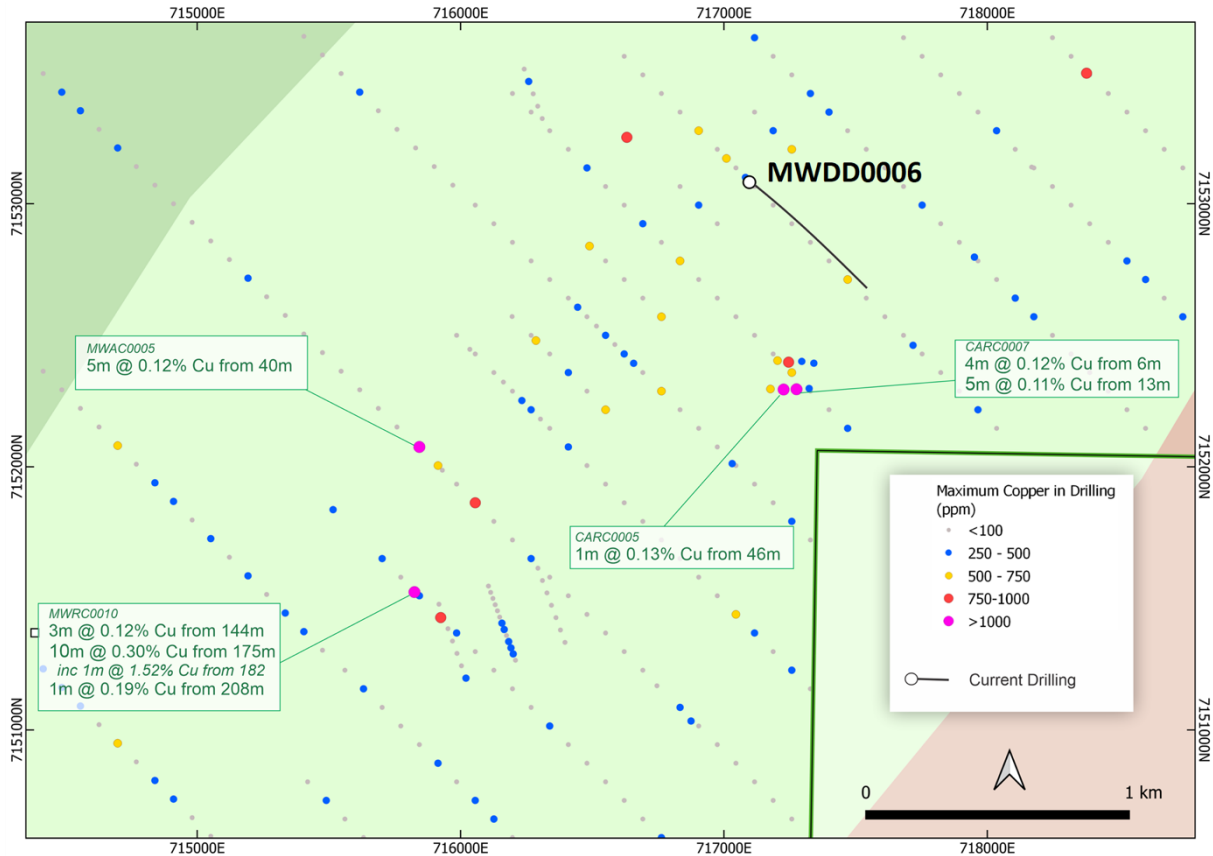 715000E
716000E
717000E
718000E
7153000N
7153000N
MWDD0006
MWAC0005
5m @ 0.12% Cu from 40m
CARC0007
4m @ 0.12% Cu from 6m
5m @ 0.11% Cu from 13m
7152000N
7152000N
CARC0005
1m @ 0.13% Cu from 46m
Maximum Copper in Drilling
(ppm)
<100
250 - 500
500 - 750
750-1000
>1000
Current Drilling
MWRC0010
3m @ 0.12% Cu from 144m
10m @ 0.30% Cu from 175m
inc 1m @ 1.52% Cu from 182
1m @ 0.19% Cu from 208m
7151000N
7151000N
0
1 km
715000E
716000E
717000E
718000E